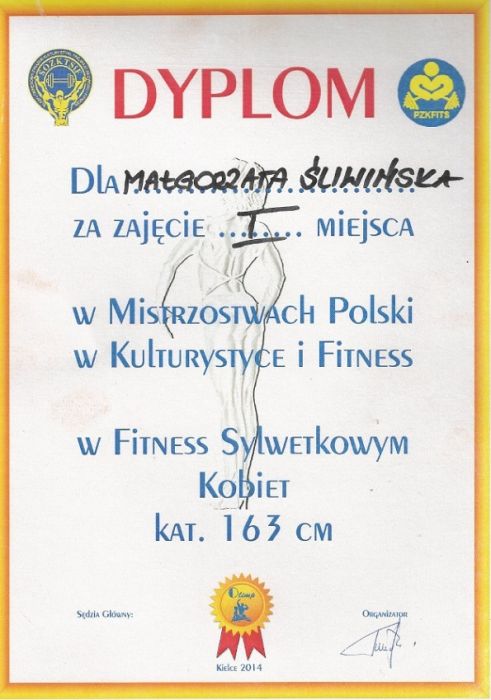 DYPLOM
PZKFITS
DLA MAŁGORZATA ŚLIWIŃSKA
ZA ZAJĘCIE ....I.... MIEJSCA
W MISTRZOSTWACH POLSKI
W KULTURYSTYCE I FITNESS
W FITNESS SYLWETKOWYM
KOBIET
KAT. 163 CM
SĘDZIA GŁÓWNY:
Olimp
ORGANIZATOR
KIELCE 2014